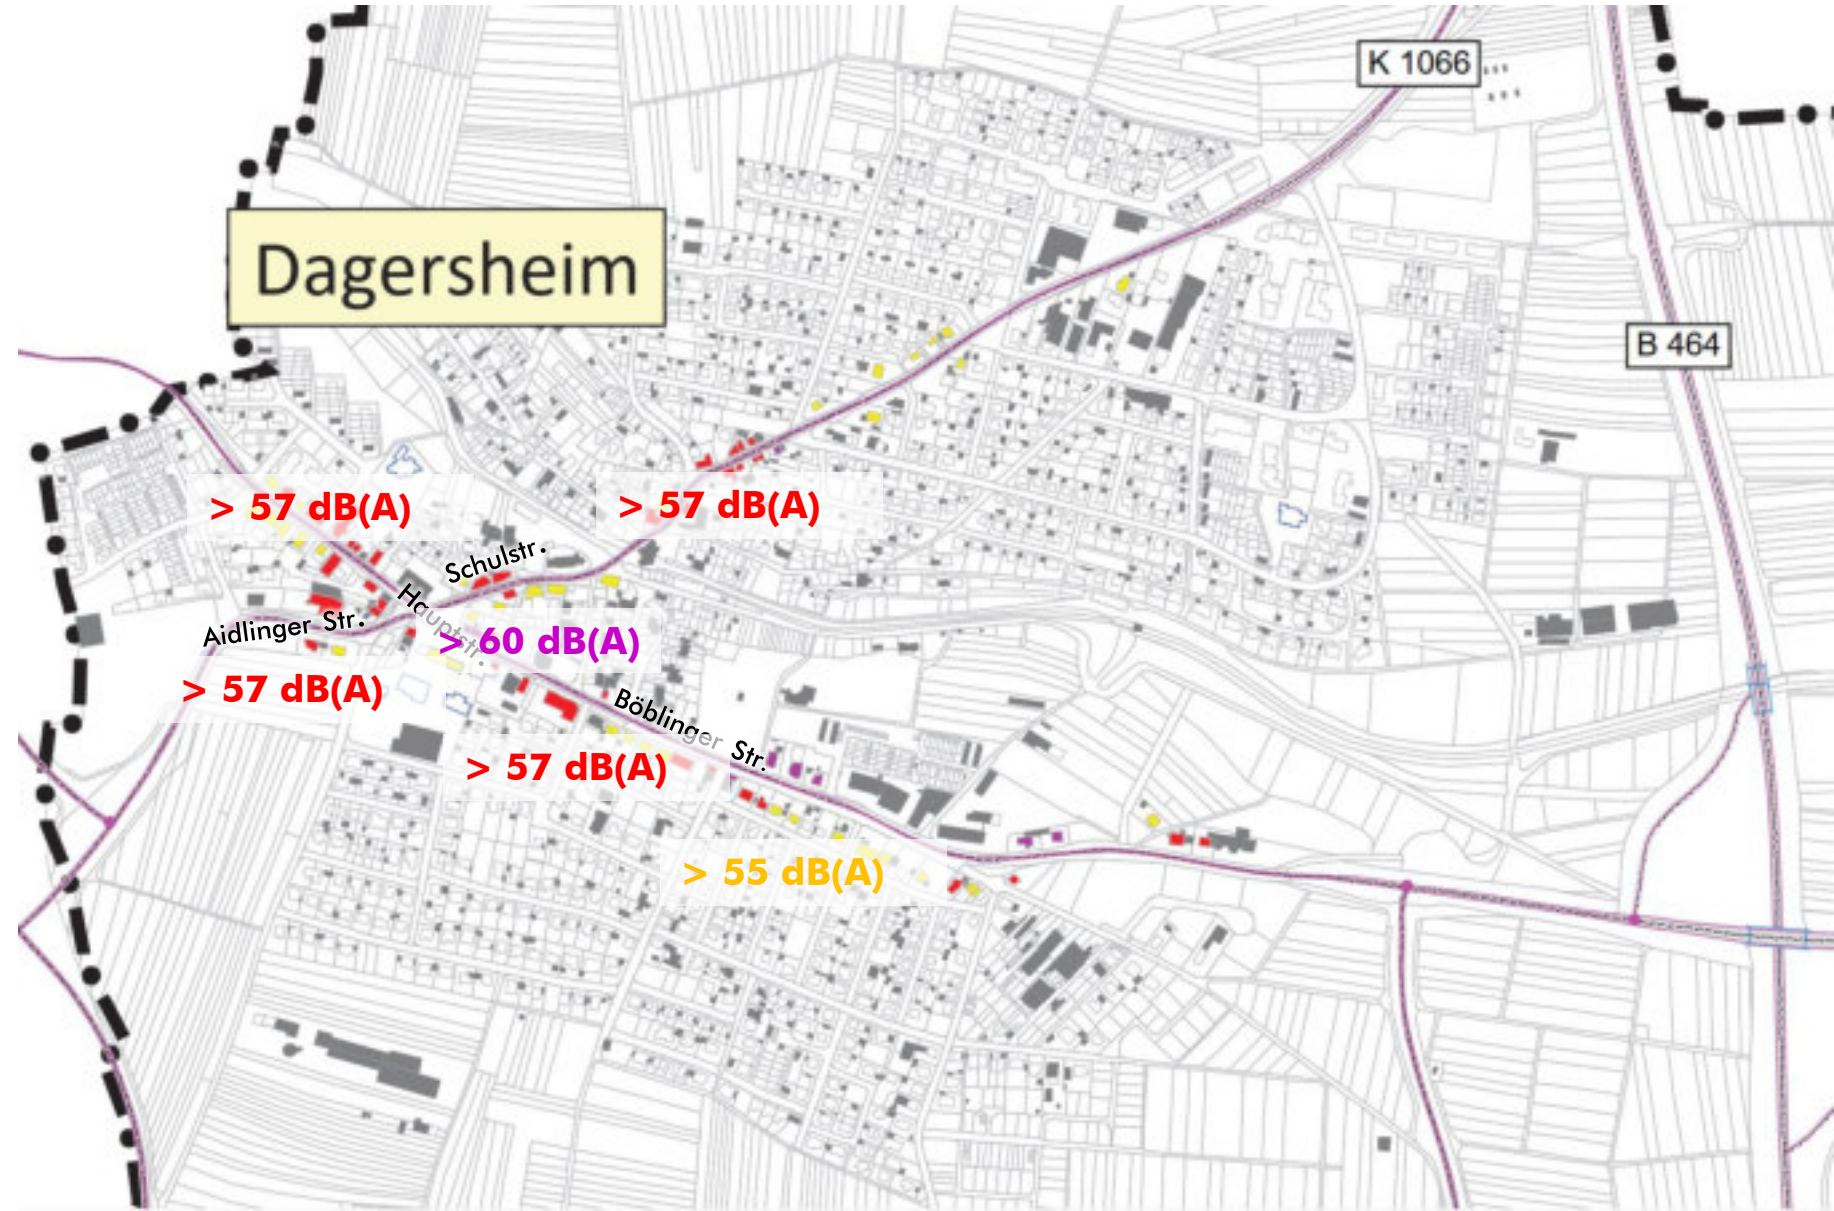 K 1066
Dagersheim
B 464
> 57 dB(A)
> 57 dB(A)
Schulstr.
Hauptstr.
Aidlinger Str.
> 60 dB(A)
> 57 dB(A)
Böblinger Str.
> 57 dB(A)
> 55 dB(A)